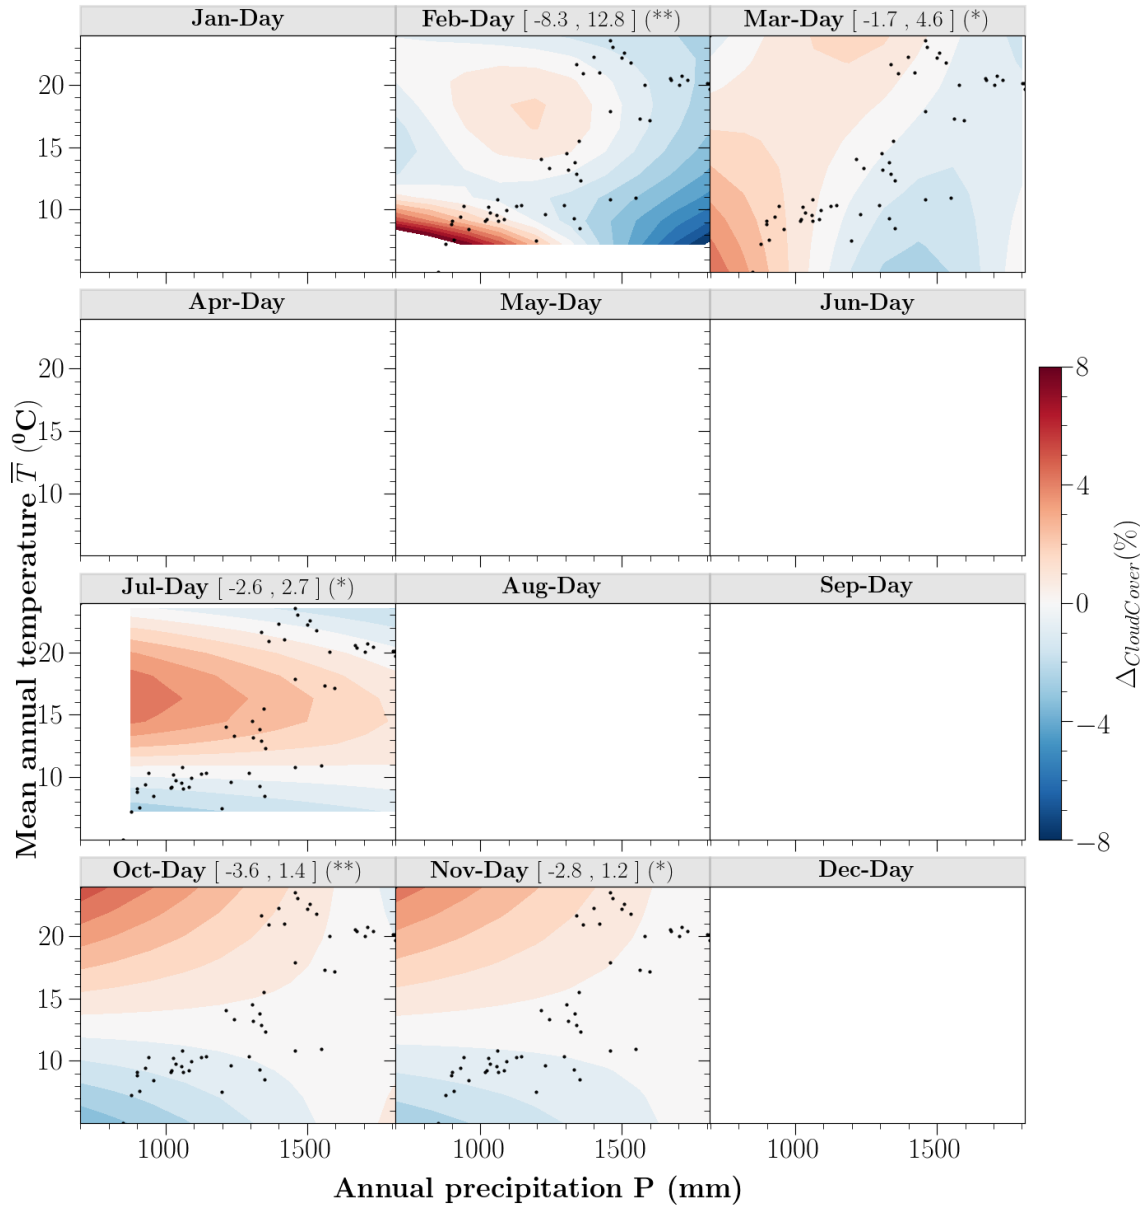 Jan-Day
Feb-Day [ -8.3 , 12.8 ] (**)
Mar-Day [ -1.7 , 4.6 ] (*)
20
15
10
Apr-Day
May-Day
Jun-Day
20
15
10
Jul-Day [ -2.6 , 2.7 ] (*)
Aug-Day
Sep-Day
20
15
10
Oct-Day [ -3.6 , 1.4 ] (**)
Nov-Day [ -2.8 , 1.2 ] (*)
Dec-Day
20
15
10
1000 1500 1000 1500 1000 1500
Annual precipitation P (mm)
Mean annual temperature T̅ (⁰C)
8
4
0
−4
−8
Δ_CloudCover(%)